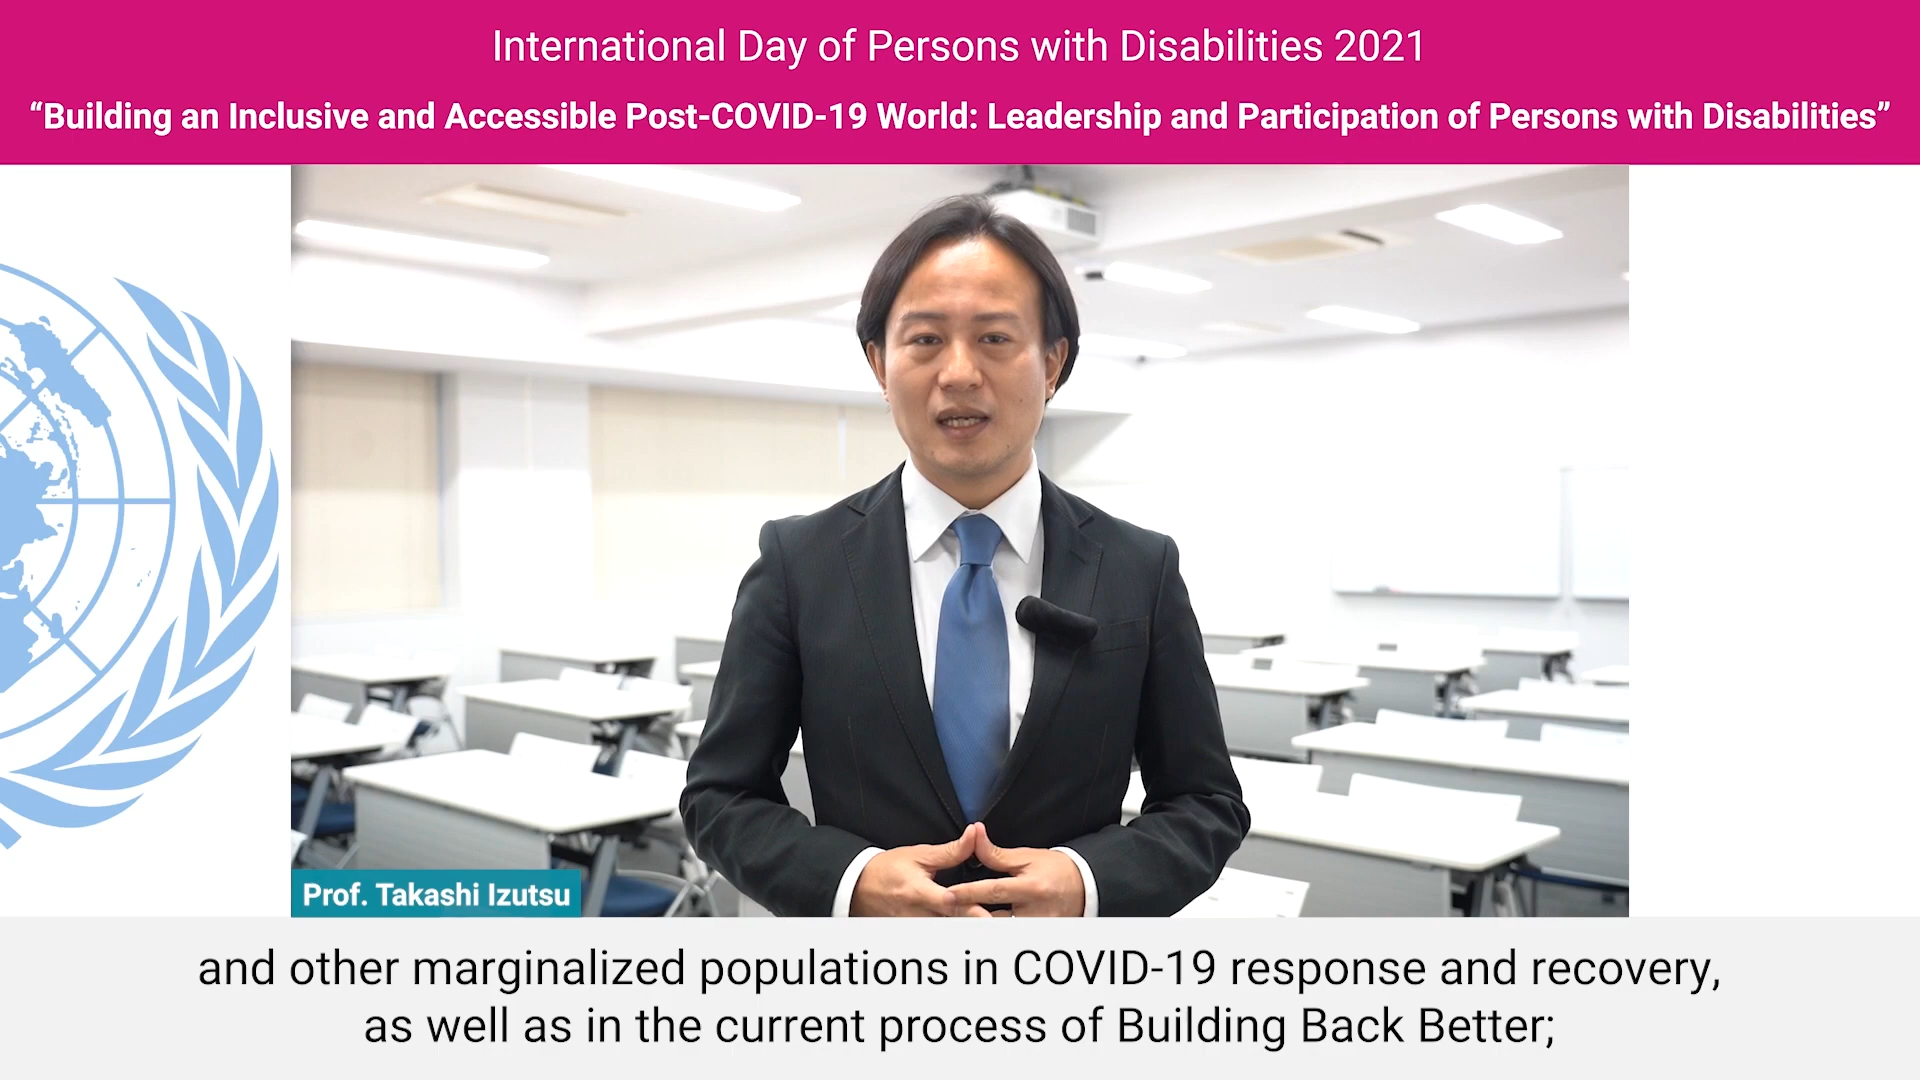 International Day of Persons with Disabilities 2021
“Building an Inclusive and Accessible Post-COVID-19 World: Leadership and Participation of Persons with Disabilities”
Prof. Takashi Izutsu
and other marginalized populations in COVID-19 response and recovery,
as well as in the current process of Building Back Better;